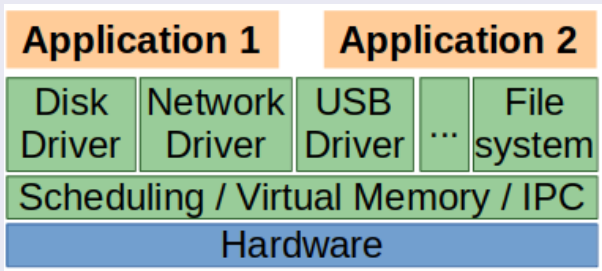 Application 1
Application 2
Disk
Driver
Network
Driver
USB
Driver
...
File
system
Scheduling / Virtual Memory / IPC
Hardware